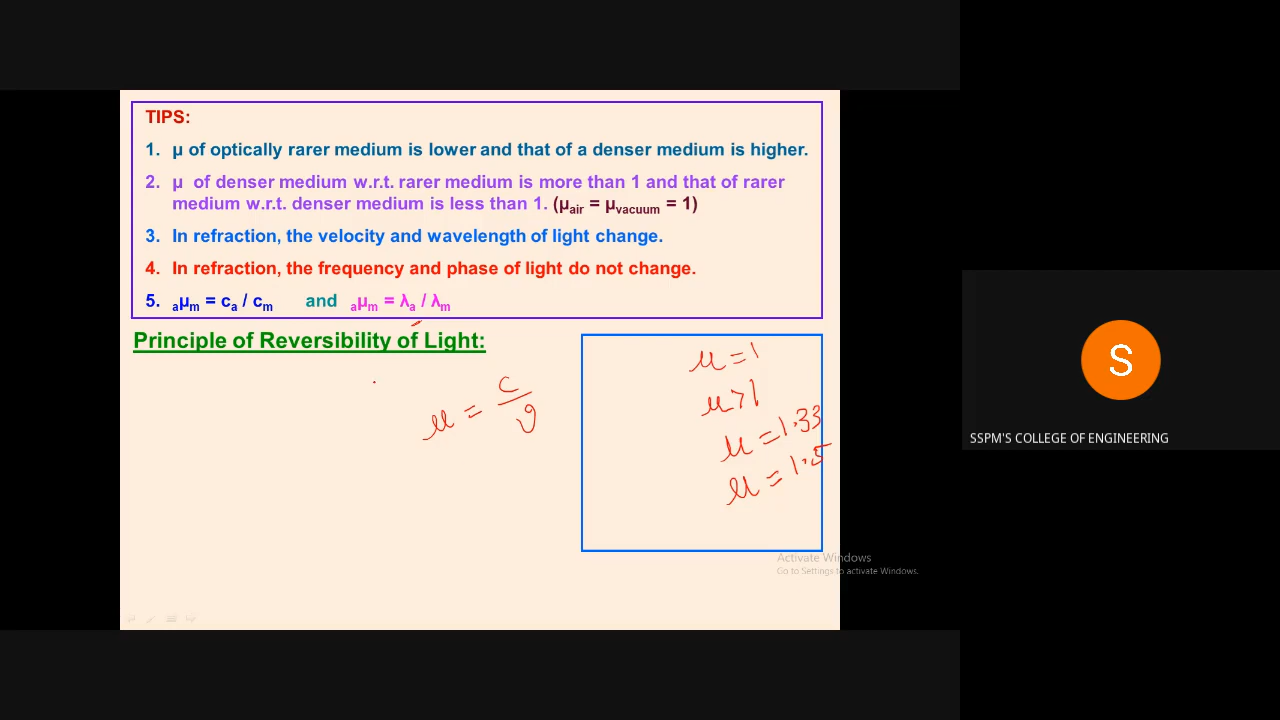 TIPS:
1. μ of optically rarer medium is lower and that of a denser medium is higher.
2. μ of denser medium w.r.t. rarer medium is more than 1 and that of rarer
medium w.r.t. denser medium is less than 1. (μair = μvacuum = 1)
3. In refraction, the velocity and wavelength of light change.
4. In refraction, the frequency and phase of light do not change.
5. aμm = ca / cm and aμm = λa / λm
Principle of Reversibility of Light:
μ = c/v
μ = 1
μ > 1
μ = 1.33
μ = 1.5
Activate Windows
Go to Settings to activate Windows.
S
SSPM'S COLLEGE OF ENGINEERING